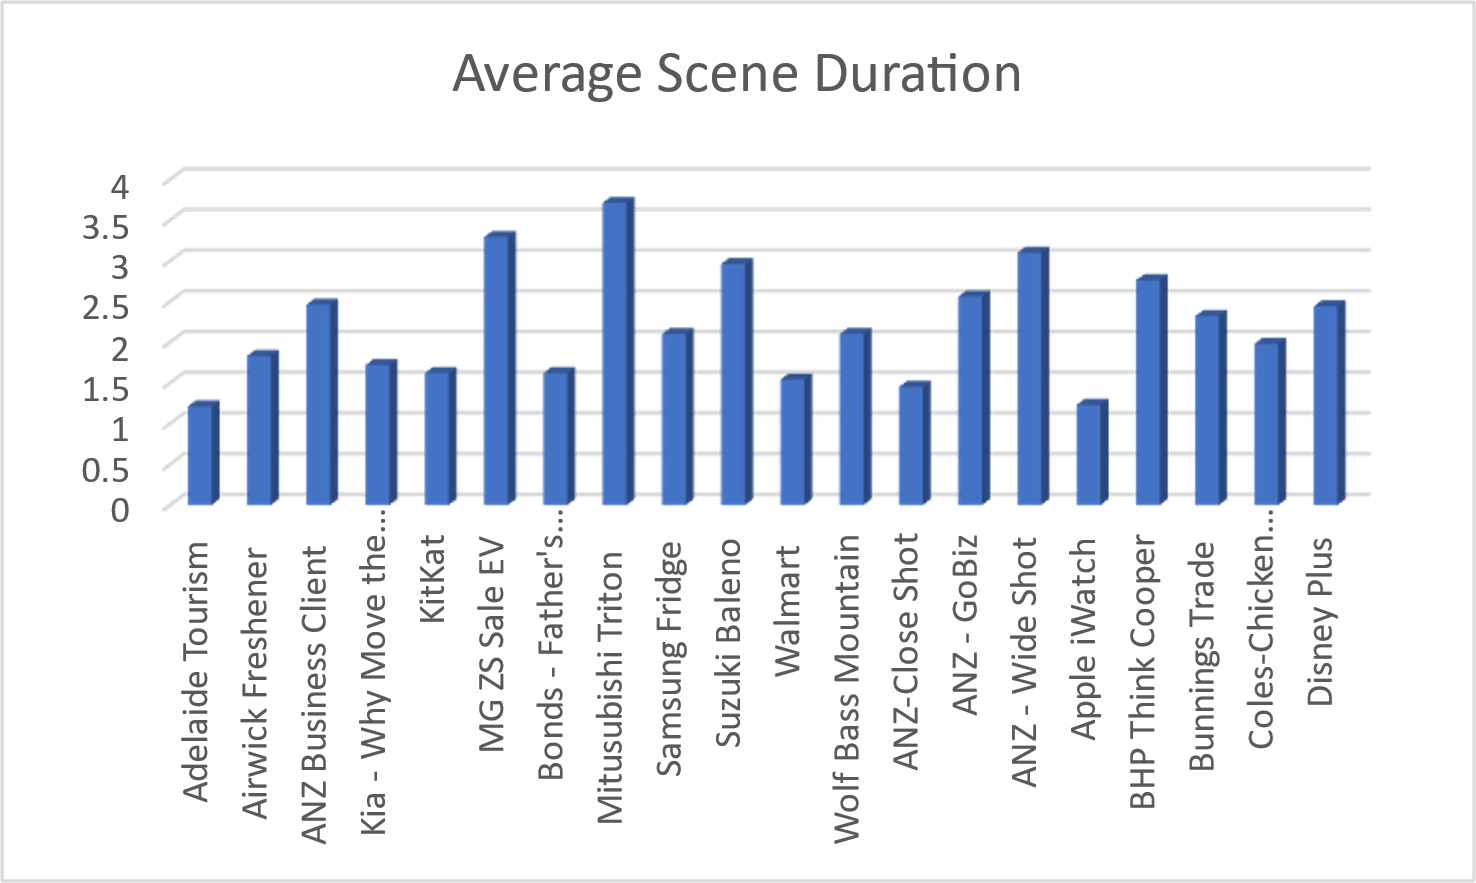 Average Scene Duration
4
3.5
3
2.5
2
1.5
1
0.5
0
Adelaide Tourism
Airwick Freshener
ANZ Business Client
Kia - Why Move the...
KitKat
MG ZS Sale EV
Bonds - Father's...
Mitusubishi Triton
Samsung Fridge
Suzuki Baleno
Walmart
Wolf Bass Mountain
ANZ-Close Shot
ANZ - GoBiz
ANZ - Wide Shot
Apple iWatch
BHP Think Cooper
Bunnings Trade
Coles-Chicken...
Disney Plus